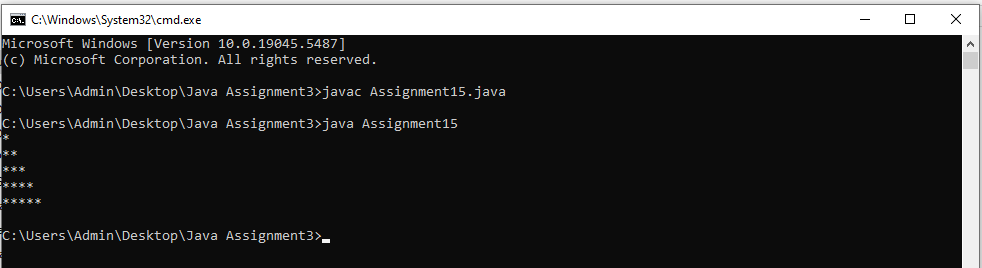 C:\Windows\System32\cmd.exe
Microsoft Windows [Version 10.0.19045.5487]
(c) Microsoft Corporation. All rights reserved.
C:\Users\Admin\Desktop\Java Assignment3>javac Assignment15.java
C:\Users\Admin\Desktop\Java Assignment3>java Assignment15
*
**
***
****
*****
C:\Users\Admin\Desktop\Java Assignment3>